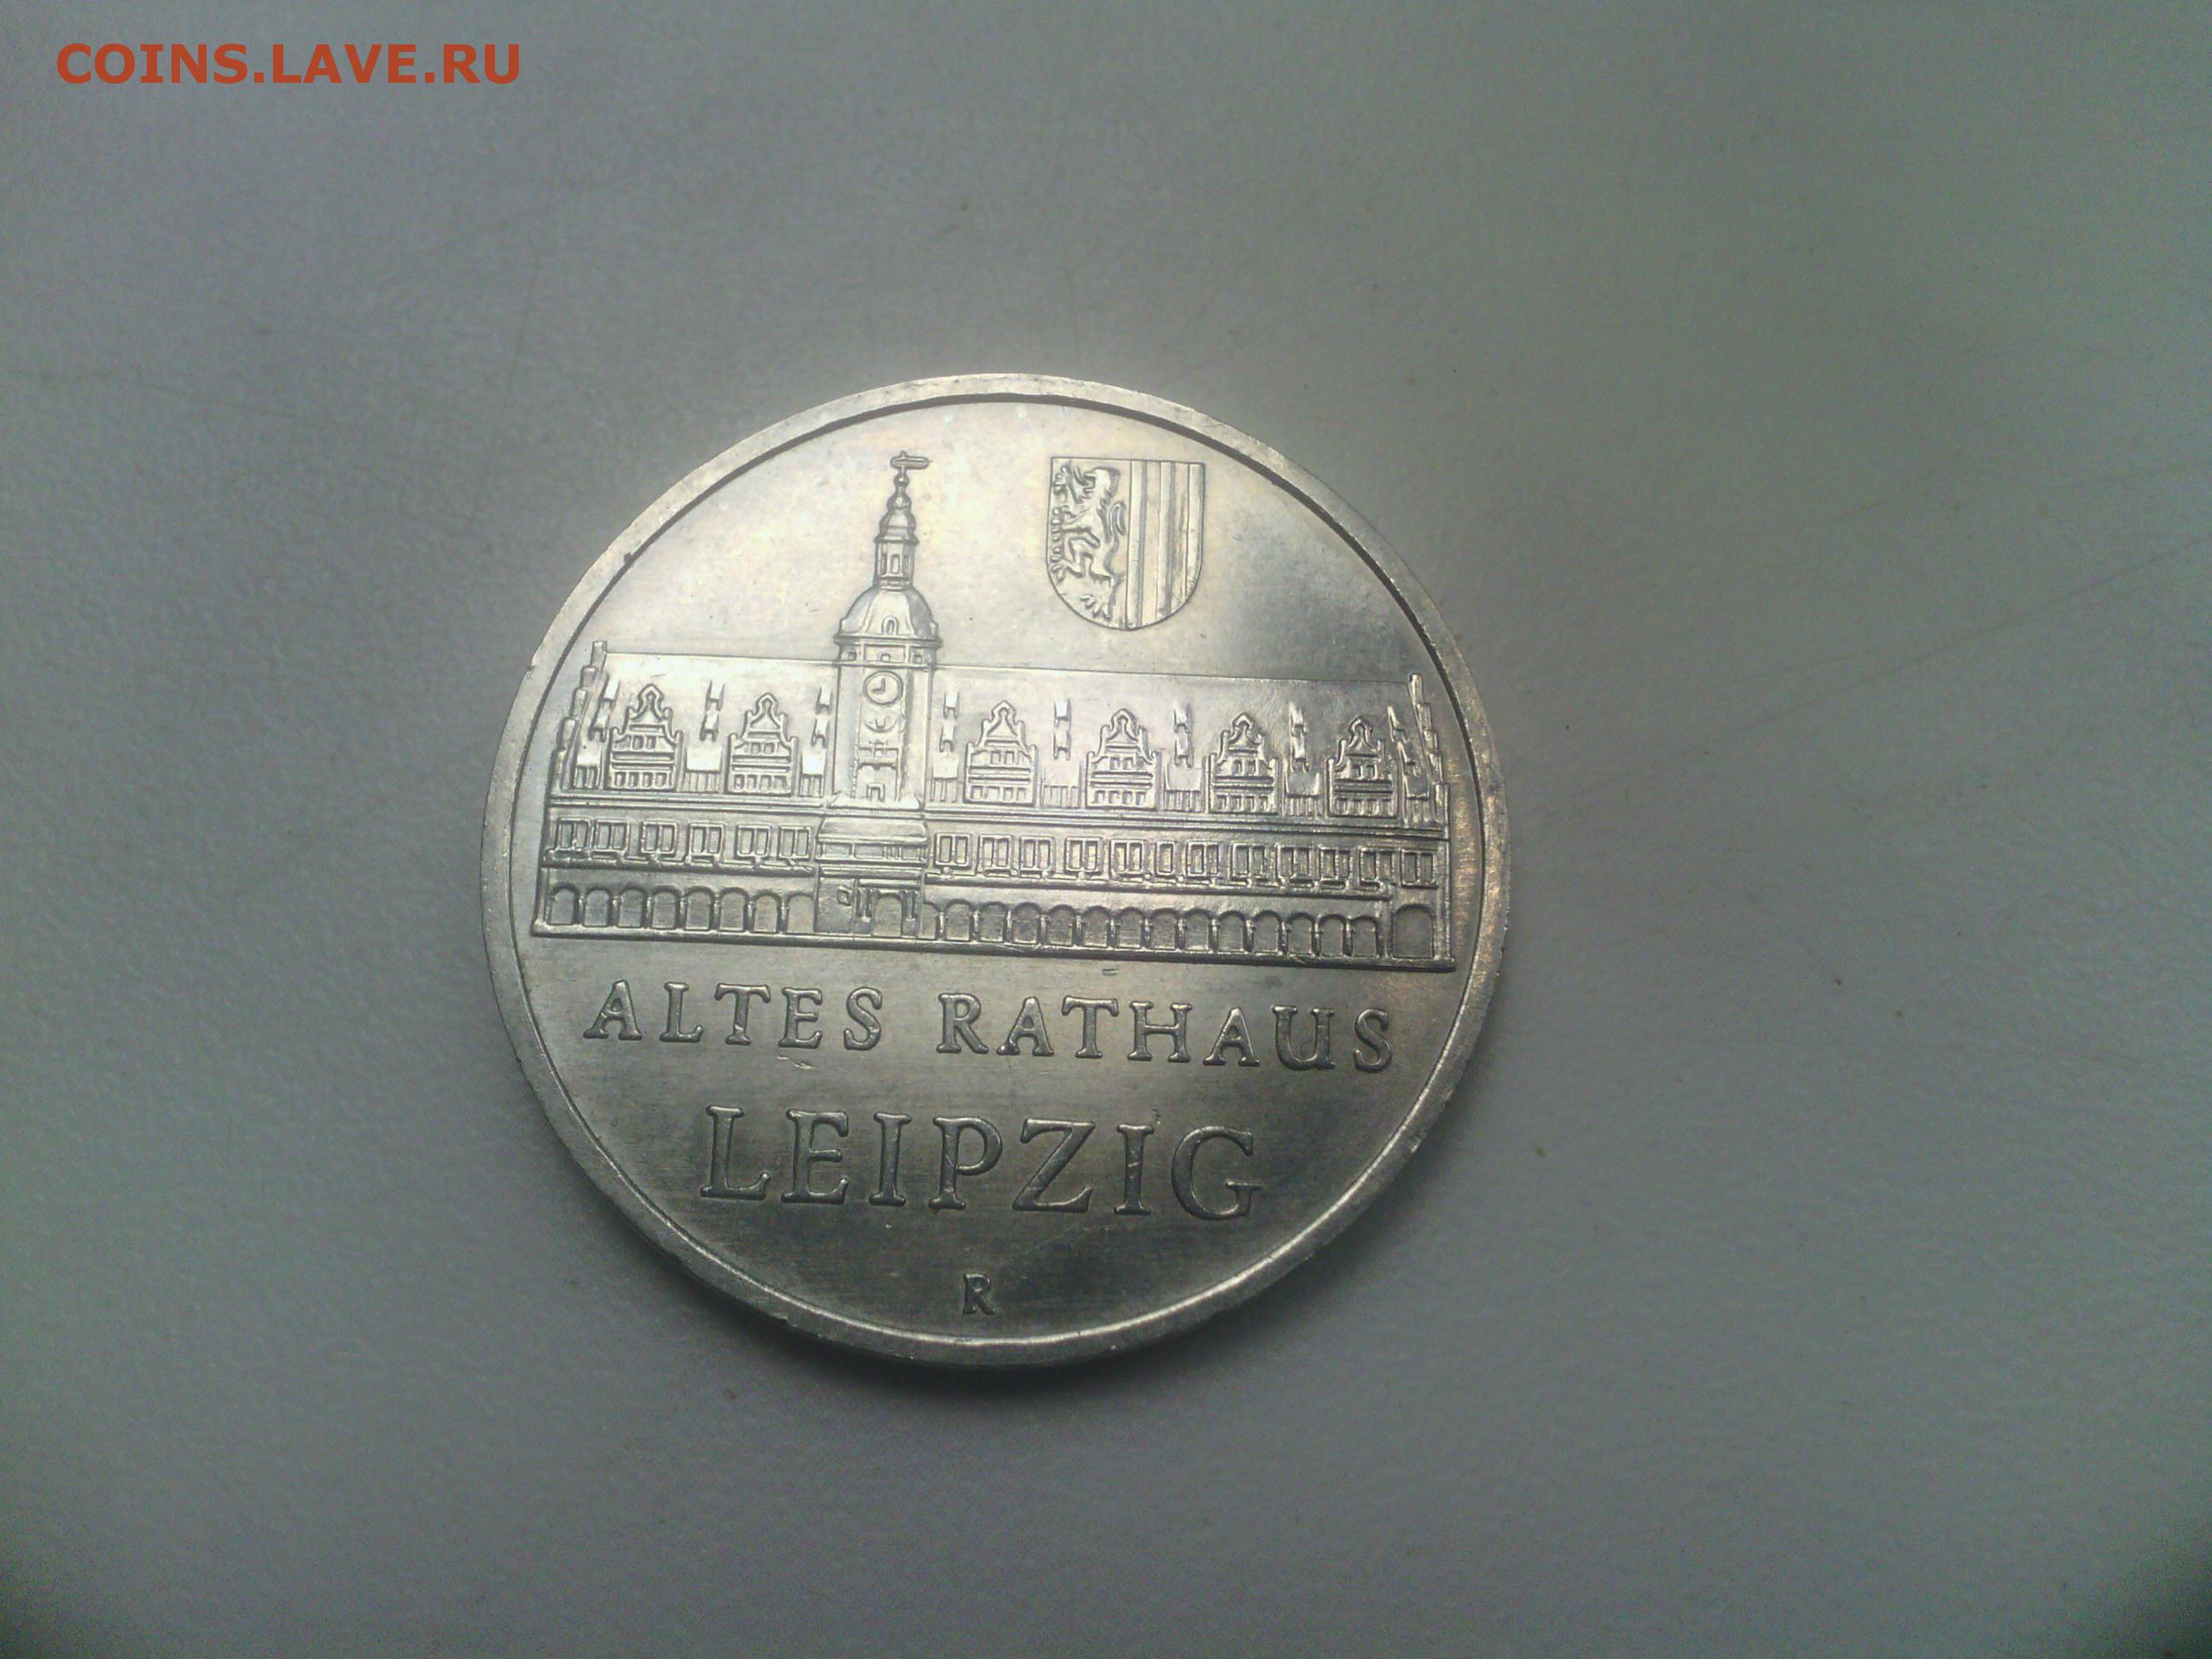 COINS.LAVE.RU
ALTES RATHAUS
LEIPZIG
R